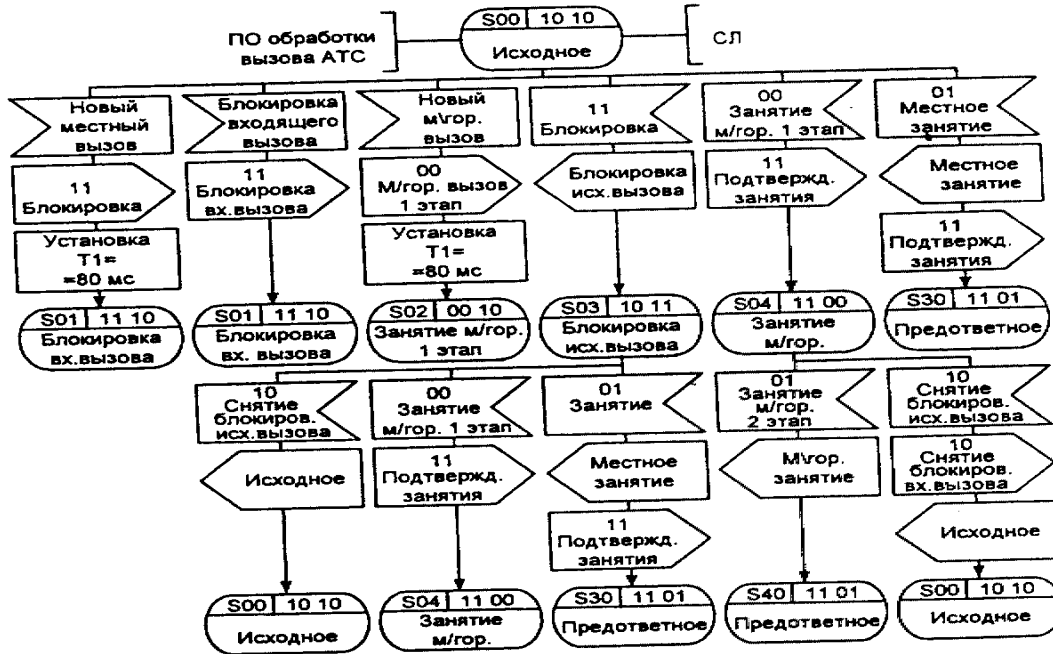 S00 10 10
Исходное
ПО обработки
вызова АТС
СЛ
Новый
местный
вызов
Блокировка
входящего
вызова
Новый
м\гор.
вызов
11
Блокировка
00
Занятие
м/гор. 1 этап
01
Местное
занятие
11
Блокировка
11
Блокировка
вх.вызова
00
М/гор. вызов
1 этап
Блокировка
исх.вызова
11
Подтвержд.
занятия
Местное
занятие
Установка
Т1=
=80 мс
Установка
Т1=
=80 мс
11
Подтвержд.
занятия
S01 11 10
Блокировка
вх.вызова
S01 11 10
Блокировка
вх. вызова
S02 00 10
Занятие м/гор.
1 этап
S03 10 11
Блокировка
исх.вызова
S04 11 00
Занятие
м/гор.
S30 11 01
Предответное
10
Снятие
блокиров.
исх.вызова
00
Занятие
м/гор. 1 этап
01
Занятие
01
Занятие
м/гор.
2 этап
10
Снятие
блокиров.
исх.вызова
Исходное
11
Подтвержд.
занятия
Местное
занятие
М\гор.
занятие
10
Снятие
блокиров.
вх.вызова
11
Подтвержд.
занятия
Исходное
S00 10 10
Исходное
S04 11 00
Занятие
м/гор.
S30 11 01
Предответное
S40 11 01
Предответное
S00 10 10
Исходное